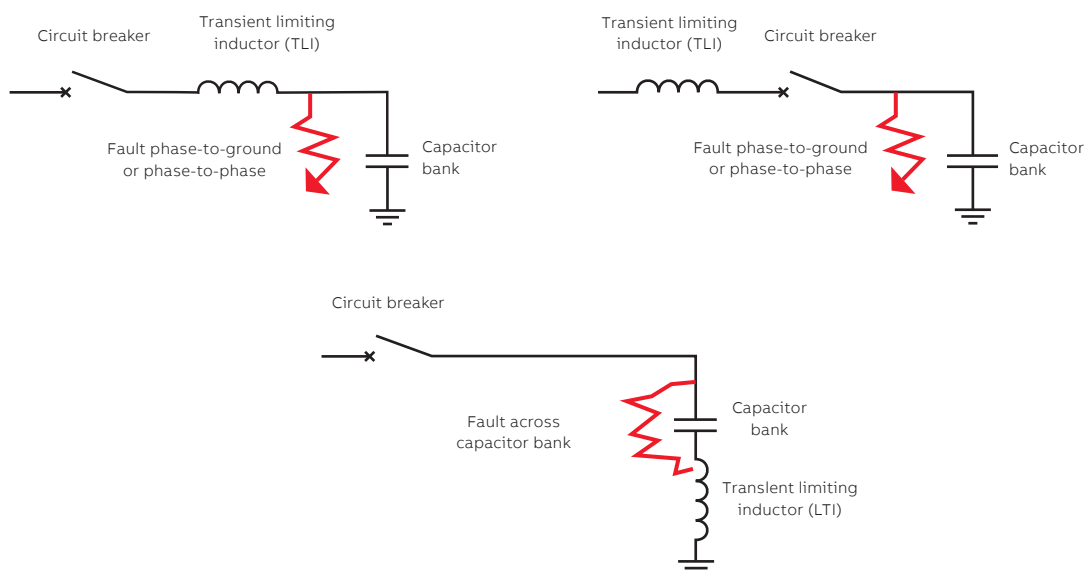 Circuit breaker
Transient limiting
inductor (TLI)
Fault phase-to-ground
or phase-to-phase
Capacitor
bank
Transient limiting
inductor (TLI)
Circuit breaker
Fault phase-to-ground
or phase-to-phase
Capacitor
bank
Circuit breaker
Fault across
capacitor bank
Capacitor
bank
Translent limiting
inductor (LTI)